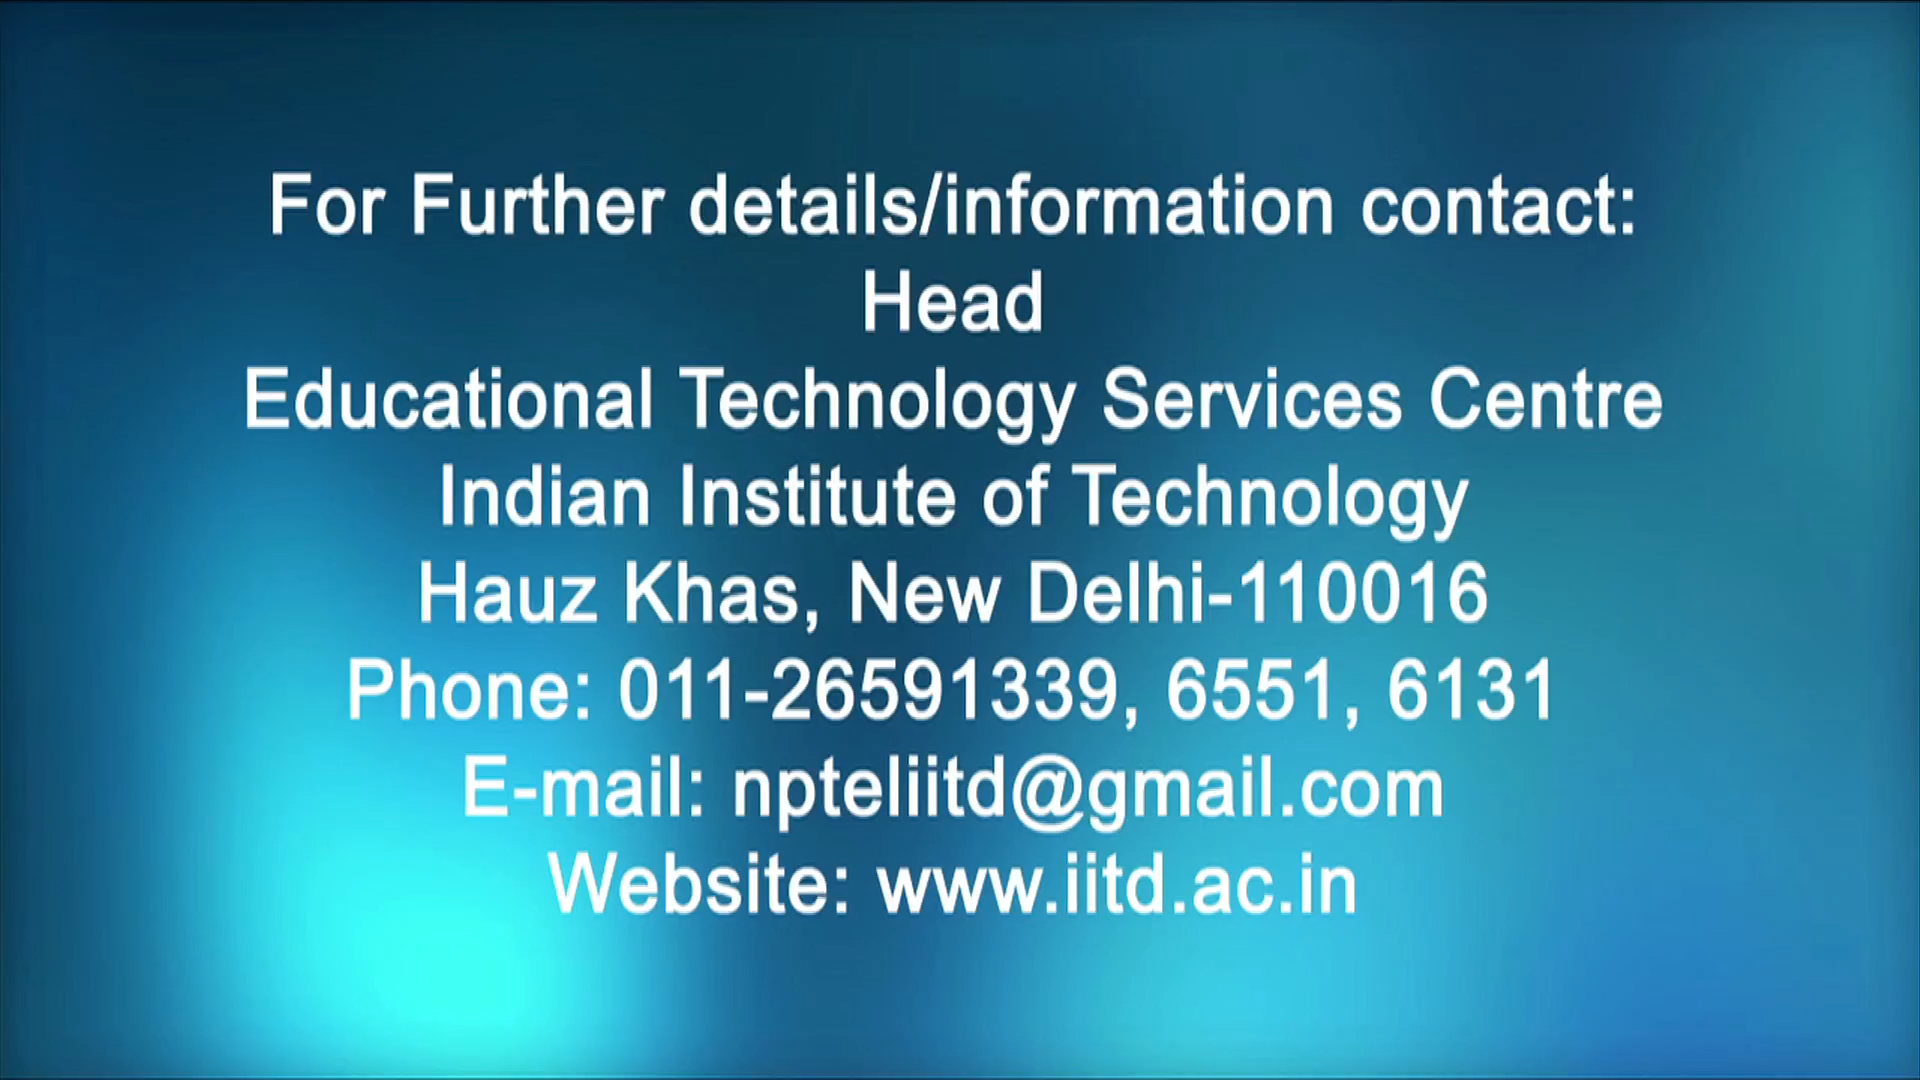 For Further details/information contact:
Head
Educational Technology Services Centre
Indian Institute of Technology
Hauz Khas, New Delhi-110016
Phone: 011-26591339, 6551, 6131
E-mail: npteliitd@gmail.com
Website: www.iitd.ac.in